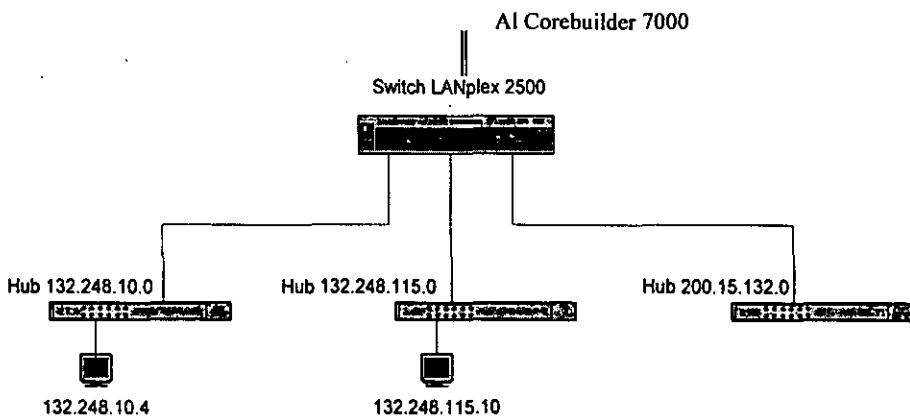 Al Corebuilder 7000
Switch LANplex 2500
Hub 132.248.10.0
Hub 132.248.115.0
Hub 200.15.132.0
132.248.10.4
132.248.115.10